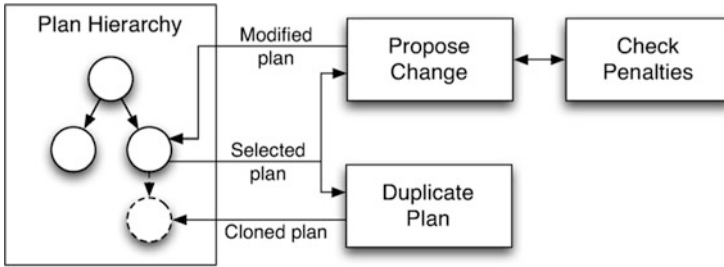 Plan Hierarchy
Modified
plan
Propose
Change
Check
Penalties
Selected
plan
Duplicate
Plan
Cloned plan